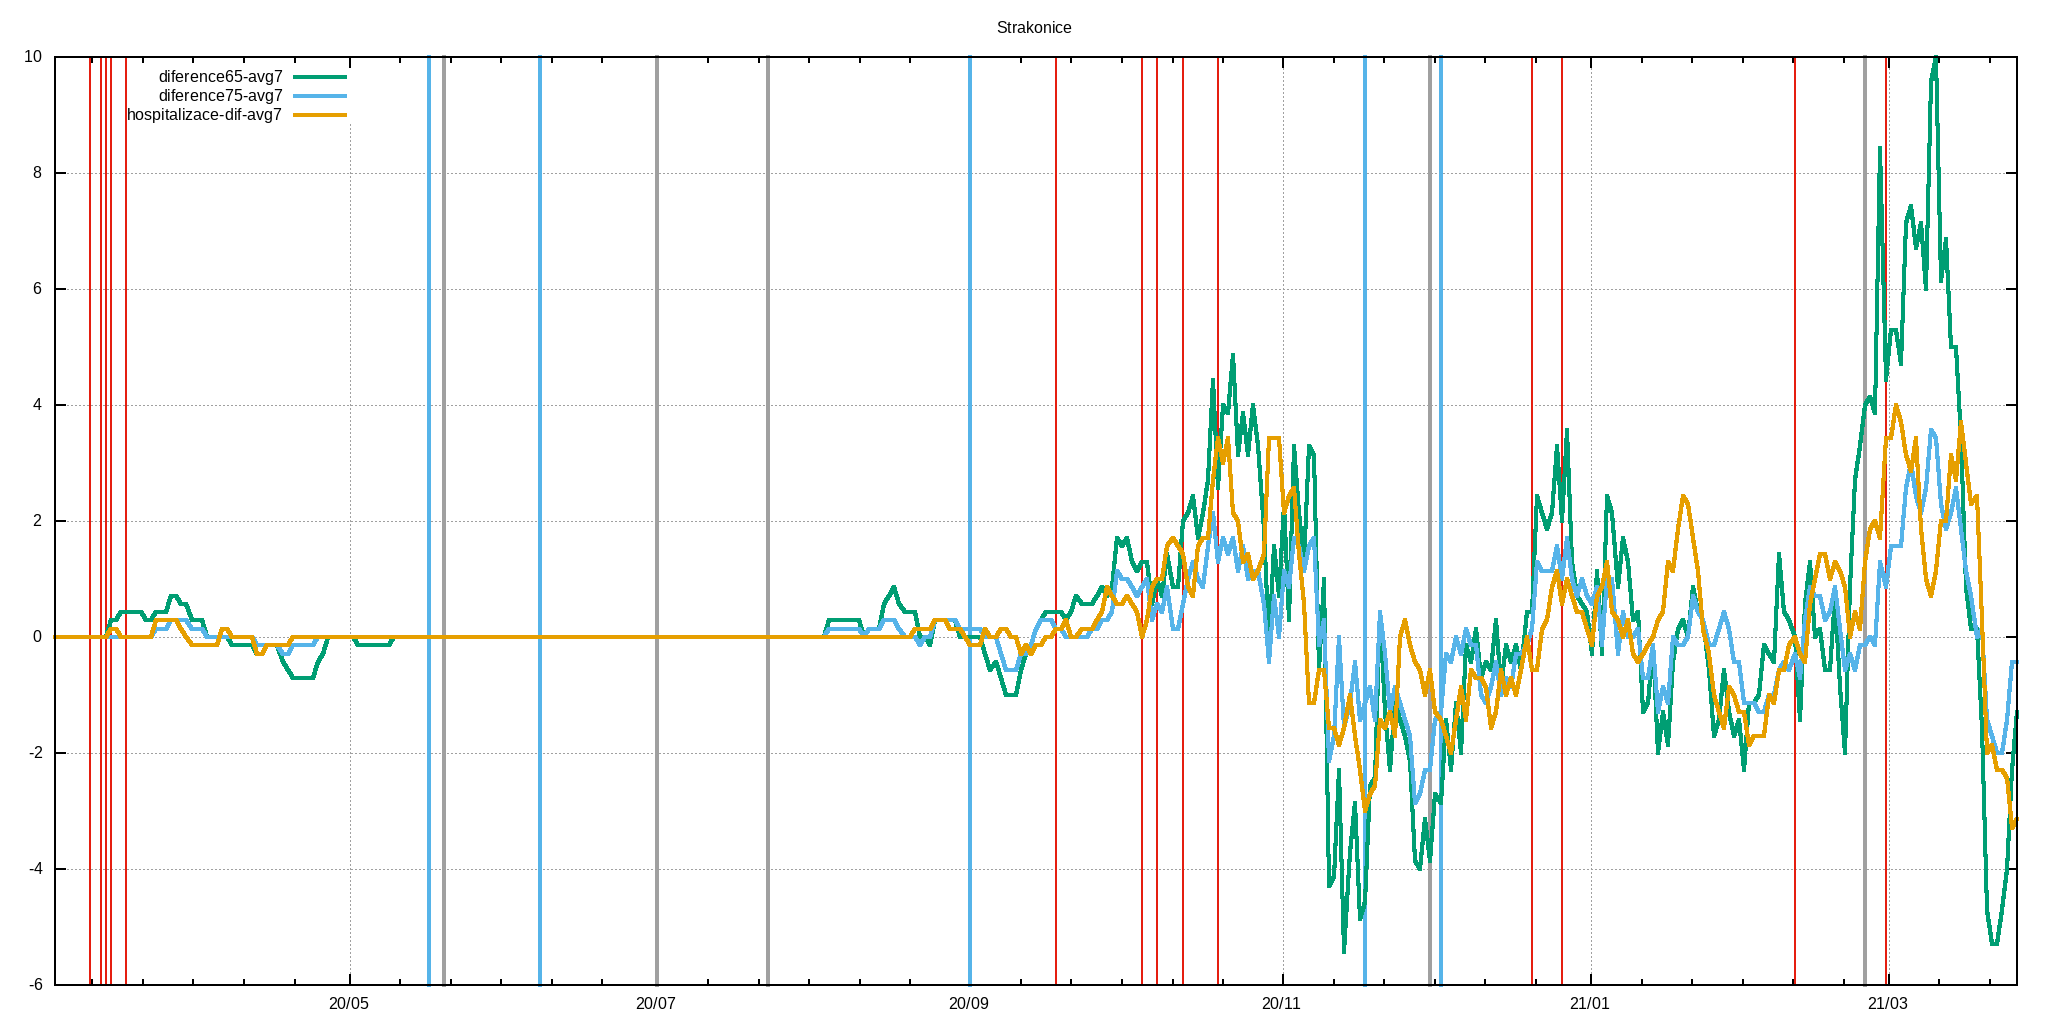 Strakonice
diference65-avg7
diference75-avg7
hospitalizace-dif-avg7
10
8
6
4
2
0
-2
-4
-6
20/05 20/07 20/09 20/11 21/01 21/03